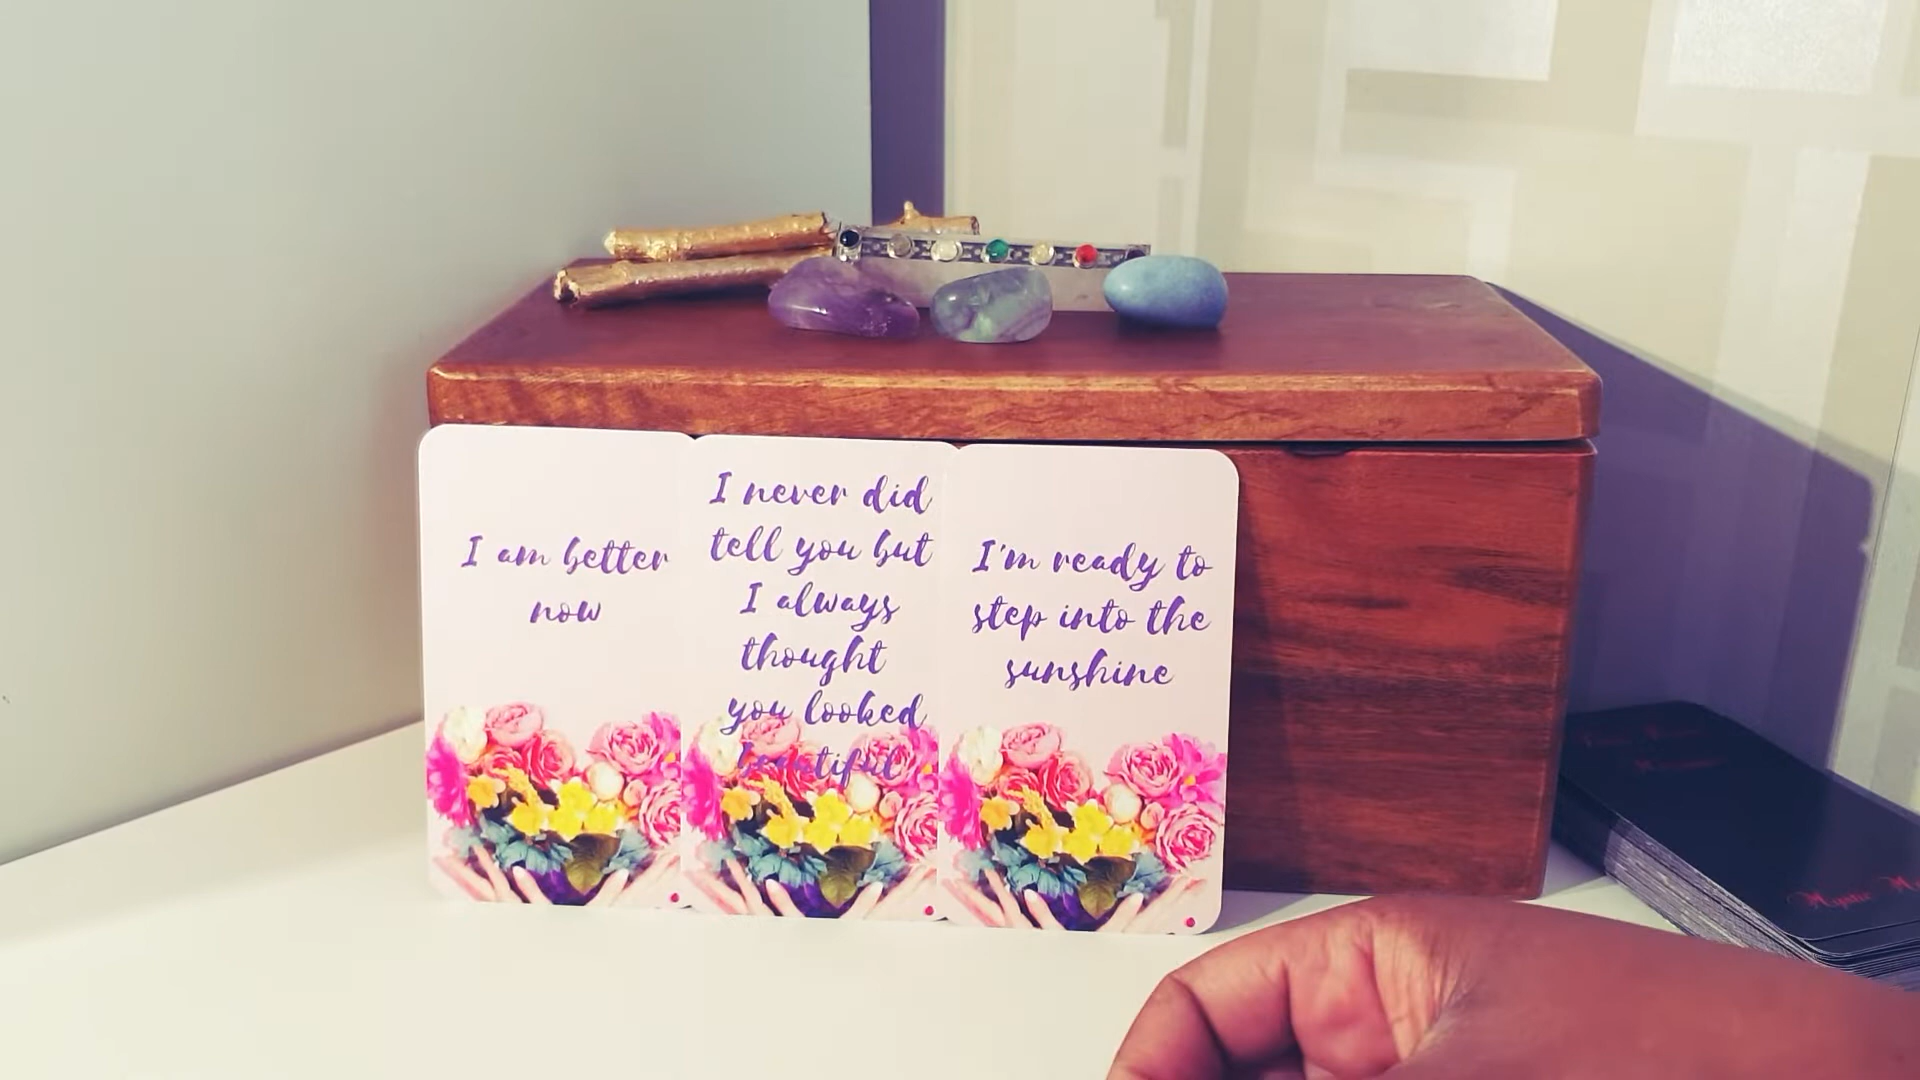 I am better
now
I never did
tell you but
I always
thought
you looked
beautiful
I'm ready to
step into the
sunshine
Mystic